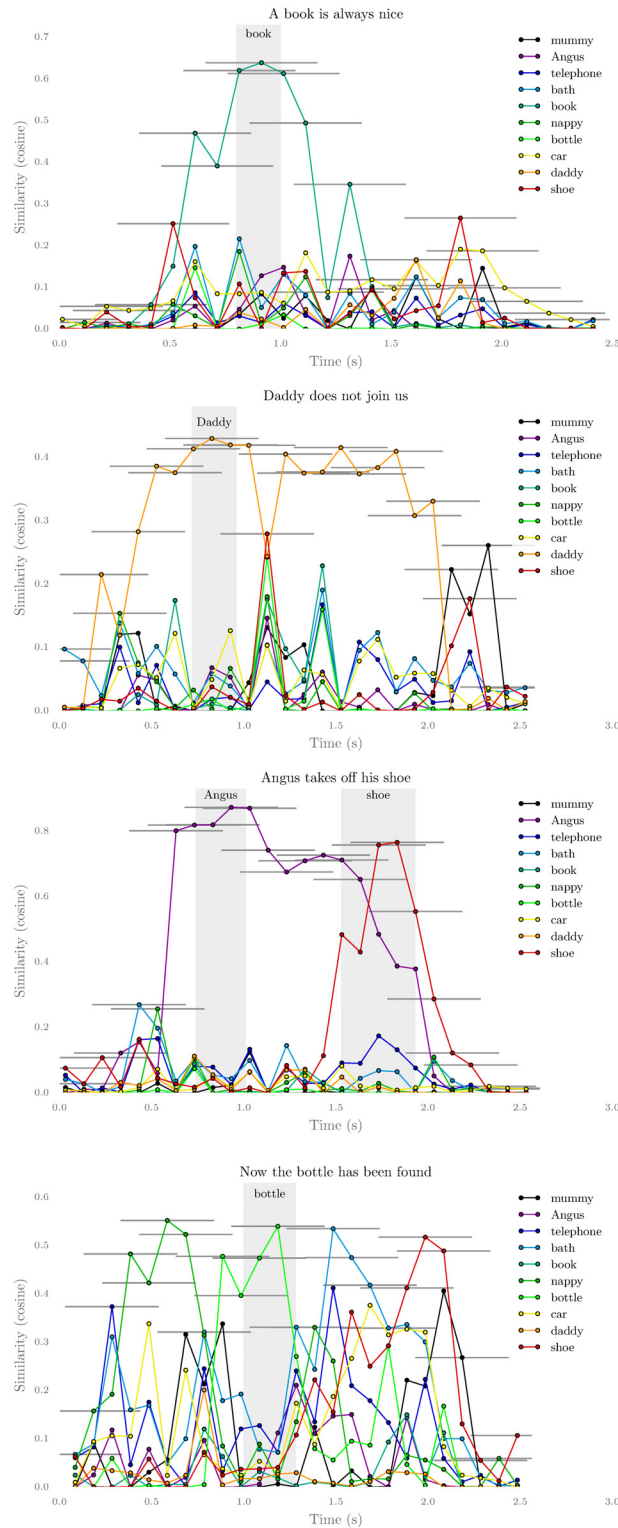 A book is always nice
book
0.7
0.6
0.5
0.4
0.3
0.2
0.1
0.0
Similarity (cosine)
0.0 0.5 1.0 1.5 2.0 2.5
Time (s)
mummy
Angus
telephone
bath
book
nappy
bottle
car
daddy
shoe
Daddy does not join us
Daddy
0.4
0.3
0.2
0.1
0.0
Similarity (cosine)
0.0 0.5 1.0 1.5 2.0 2.5 3.0
Time (s)
mummy
Angus
telephone
bath
book
nappy
bottle
car
daddy
shoe
Angus takes off his shoe
Angus shoe
0.8
0.6
0.4
0.2
0.0
Similarity (cosine)
0.0 0.5 1.0 1.5 2.0 2.5 3.0
Time (s)
mummy
Angus
telephone
bath
book
nappy
bottle
car
daddy
shoe
Now the bottle has been found
bottle
0.6
0.5
0.4
0.3
0.2
0.1
0.0
Similarity (cosine)
0.0 0.5 1.0 1.5 2.0 2.5 3.0
Time (s)
mummy
Angus
telephone
bath
book
nappy
bottle
car
daddy
shoe